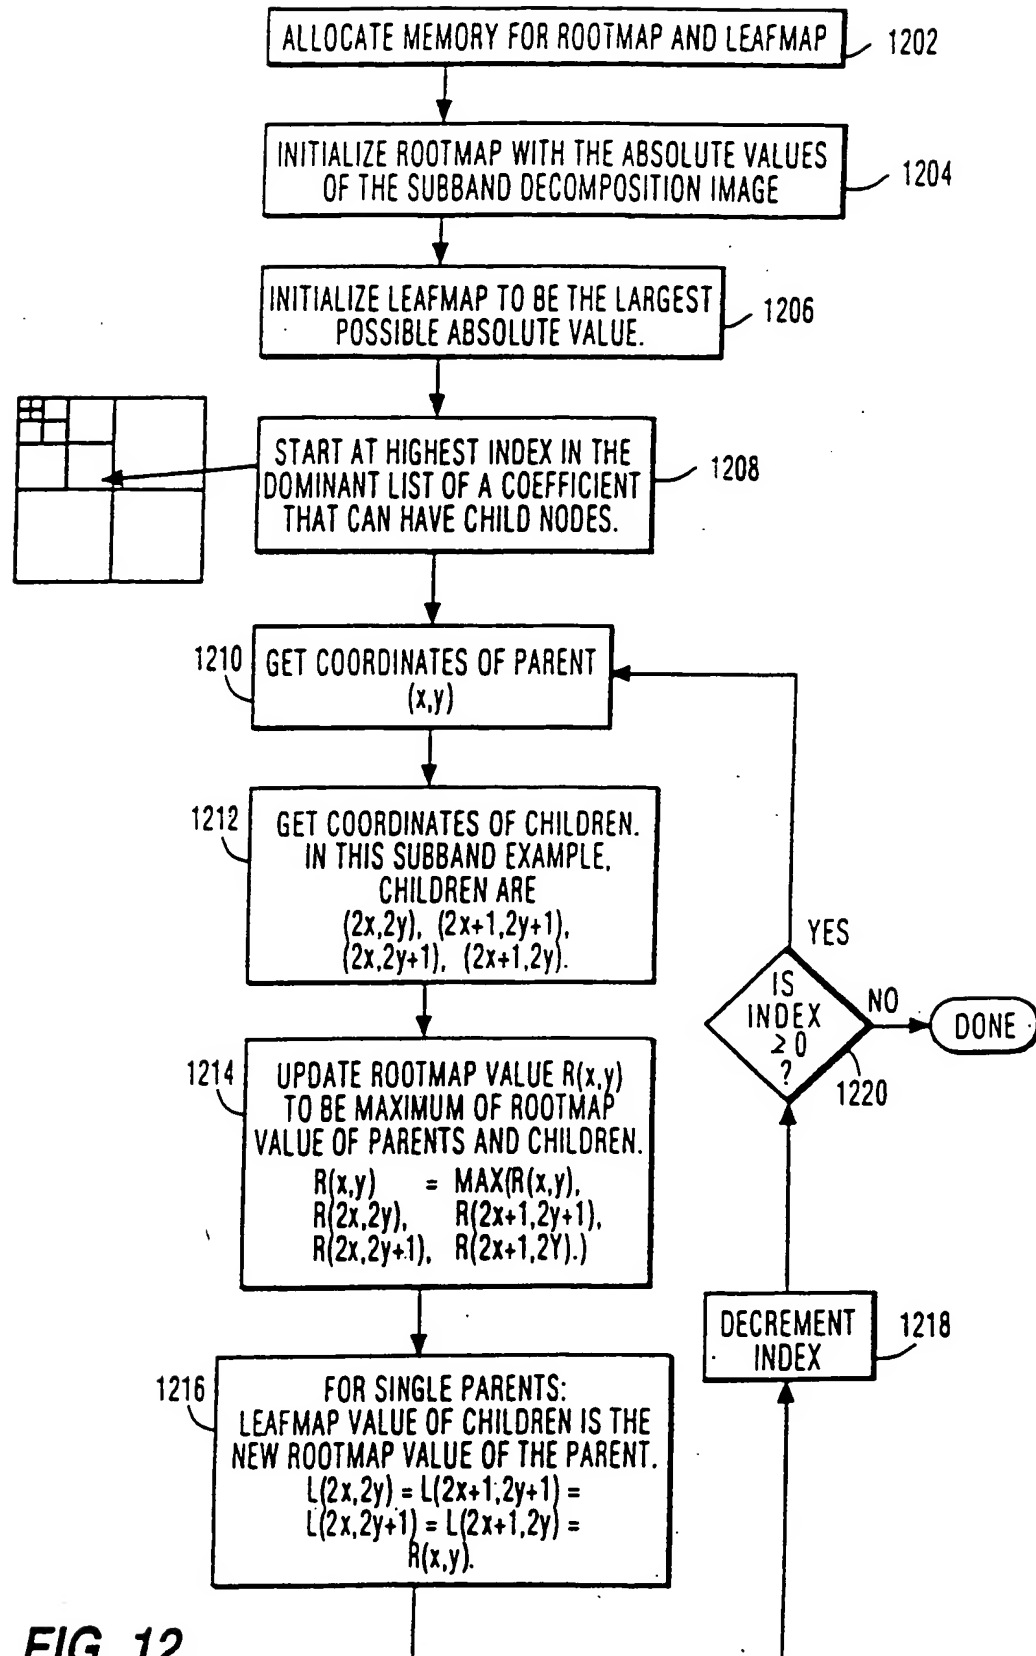 ALLOCATE MEMORY FOR ROOTMAP AND LEAFMAP
1202
INITIALIZE ROOTMAP WITH THE ABSOLUTE VALUES
OF THE SUBBAND DECOMPOSITION IMAGE
1204
INITIALIZE LEAFMAP TO BE THE LARGEST
POSSIBLE ABSOLUTE VALUE.
1206
START AT HIGHEST INDEX IN THE
DOMINANT LIST OF A COEFFICIENT
THAT CAN HAVE CHILD NODES.
1208
1210
GET COORDINATES OF PARENT
(x,y)
1212
GET COORDINATES OF CHILDREN.
IN THIS SUBBAND EXAMPLE,
CHILDREN ARE
(2x,2y), (2x+1,2y+1),
(2x,2y+1), (2x+1,2y).
1214
UPDATE ROOTMAP VALUE R(x,y)
TO BE MAXIMUM OF ROOTMAP
VALUE OF PARENTS AND CHILDREN.
R(x,y) = MAX(R(x,y),
R(2x,2y), R(2x+1,2y+1),
R(2x,2y+1), R(2x+1,2Y).)
1216
FOR SINGLE PARENTS:
LEAFMAP VALUE OF CHILDREN IS THE
NEW ROOTMAP VALUE OF THE PARENT.
L(2x,2y) = L(2x+1,2y+1) =
L(2x,2y+1) = L(2x+1,2y) =
R(x,y).
DECREMENT
INDEX
1218
IS
INDEX
≥0
?
1220
YES
NO
DONE
FIG. 12